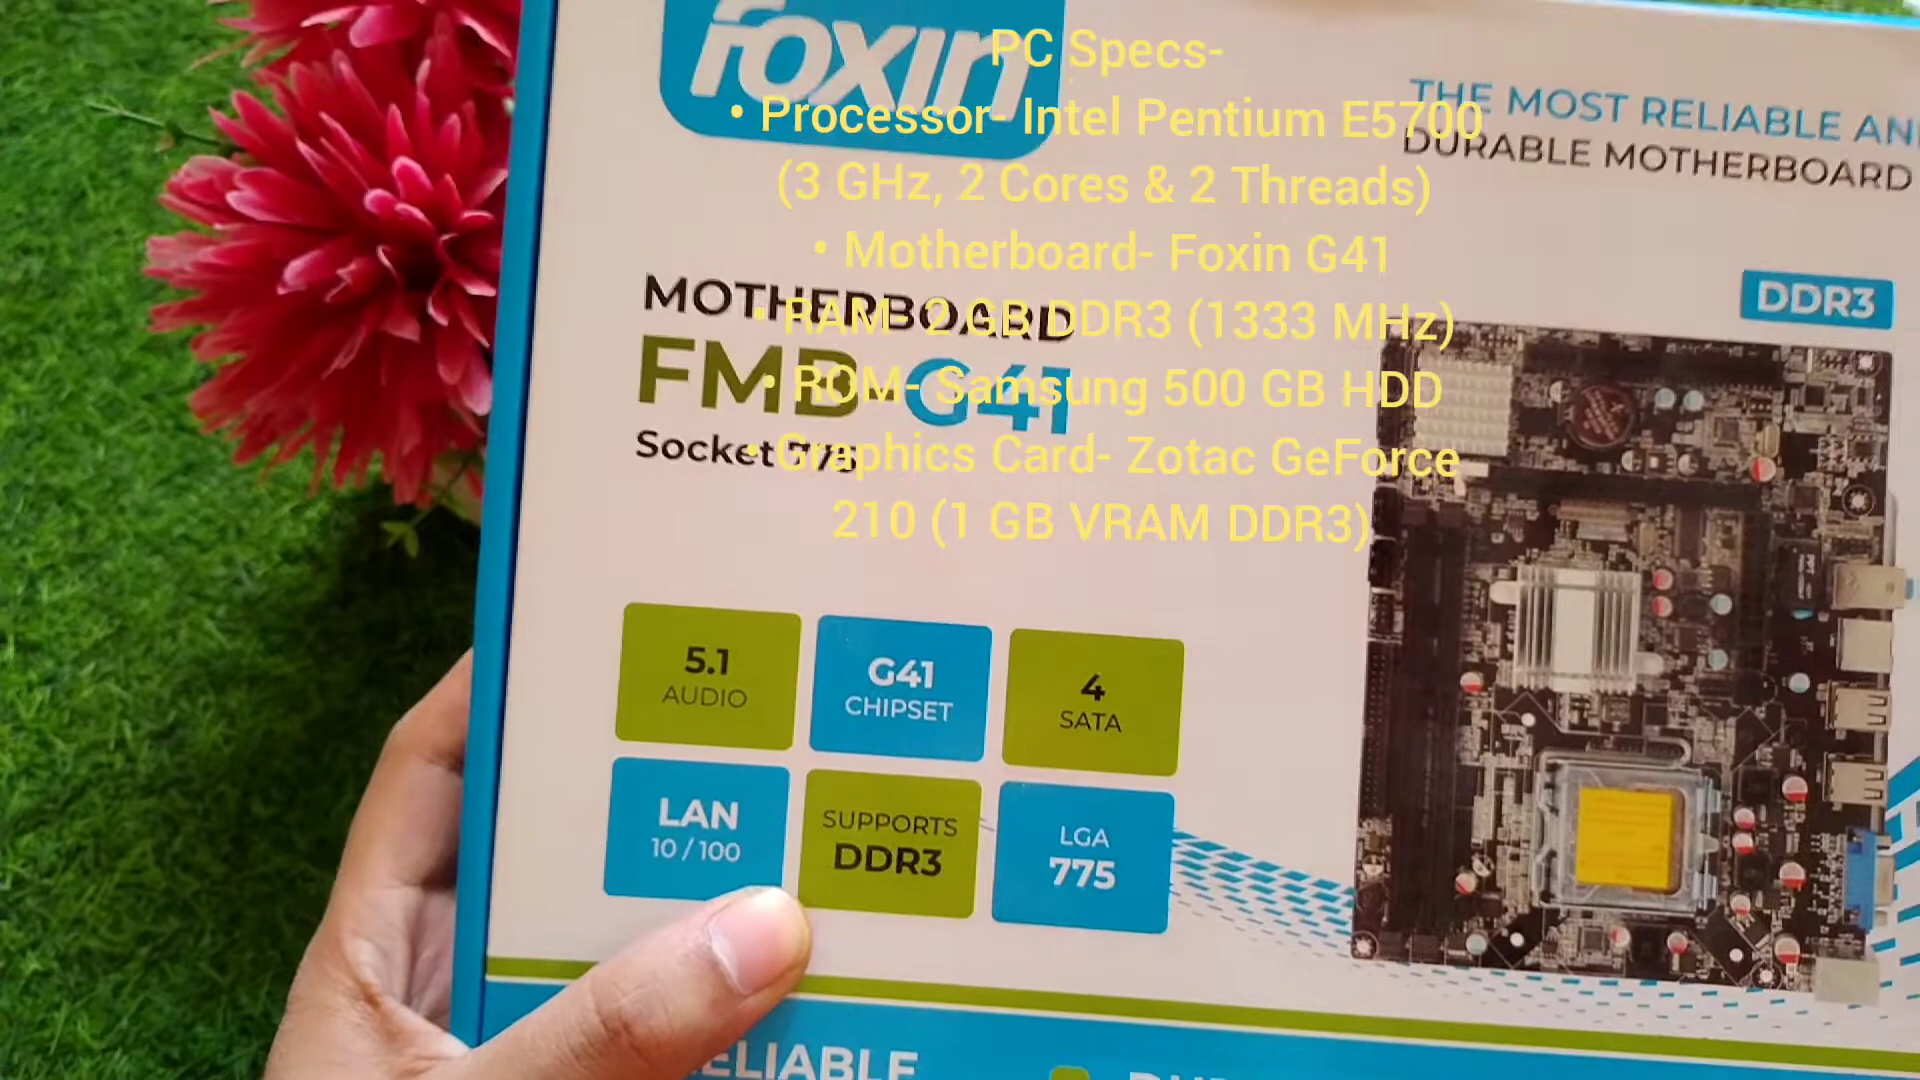 foxin
PC Specs-
• Processor- Intel Pentium E5700
(3 GHz, 2 Cores & 2 Threads)
• Motherboard- Foxin G41
• RAM- 2 GB DDR3 (1333 MHz)
• ROM- Samsung 500 GB HDD
• Graphics Card- Zotac GeForce
210 (1 GB VRAM DDR3)
THE MOST RELIABLE
DURABLE MOTHERBOARD
DDR3
MOTHERBOARD
FMB-G41
Socket 775
5.1
AUDIO
G41
CHIPSET
4
SATA
LAN
10 / 100
SUPPORTS
DDR3
LGA
775